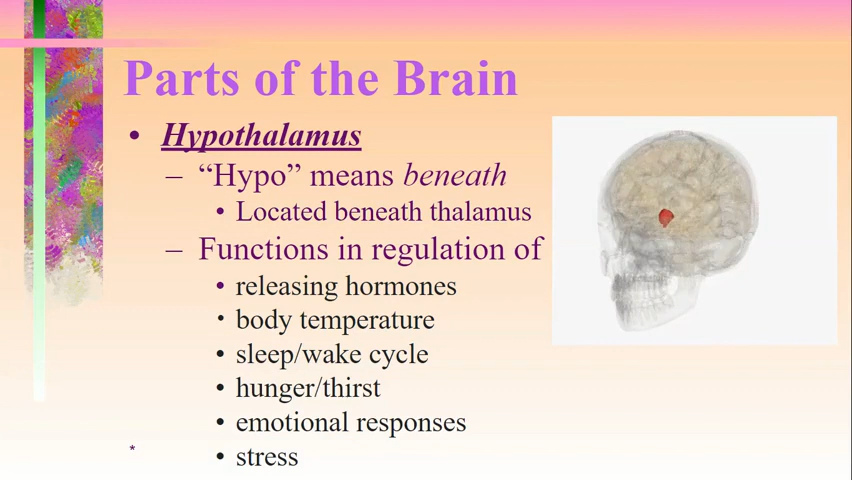 Parts of the Brain
• Hypothalamus
– “Hypo” means beneath
• Located beneath thalamus
– Functions in regulation of
• releasing hormones
• body temperature
• sleep/wake cycle
• hunger/thirst
• emotional responses
• stress
*